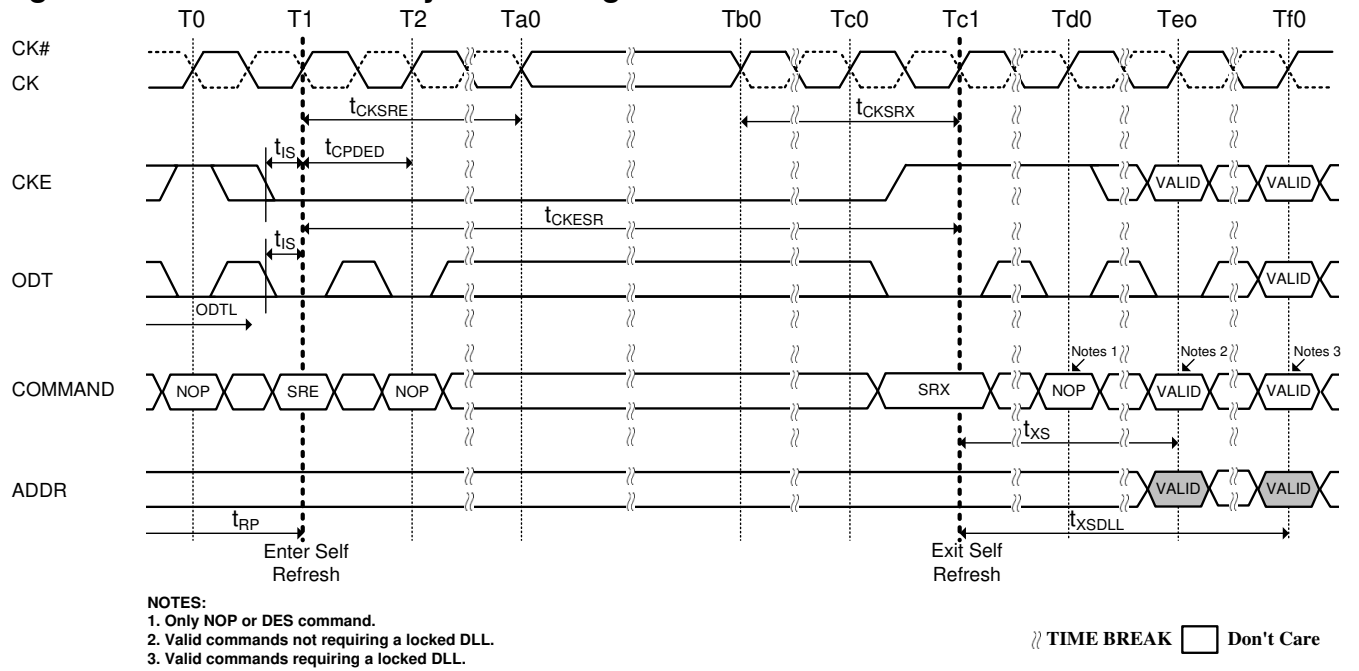 T0 T1 T2 Ta0 Tb0 Tc0 Tc1 Td0 Teo Tf0
CK#
CK
tCKSRE tCKSRX
tIS tCPDED
CKE VALID VALID
tCKESR
tIS
ODT VALID
ODTL
Notes 1 Notes 2 Notes 3
COMMAND NOP SRE NOP SRX NOP VALID VALID
tXS
ADDR VALID VALID
tRP tXSDLL
Enter Self Exit Self
Refresh Refresh
NOTES:
1. Only NOP or DES command.
2. Valid commands not requiring a locked DLL.
3. Valid commands requiring a locked DLL.
TIME BREAK Don't Care